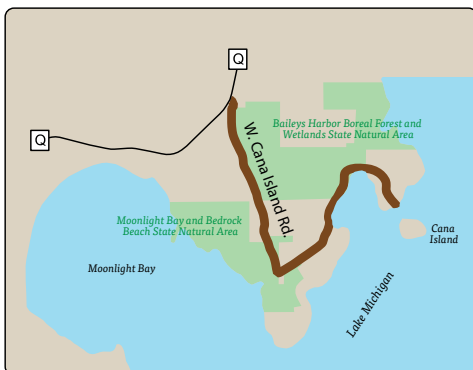 Q
Q
W. Cana Island Rd.
Baileys Harbor Boreal Forest and
Wetlands State Natural Area
Moonlight Bay and Bedrock
Beach State Natural Area
Cana
Island
Moonlight Bay
Lake Michigan